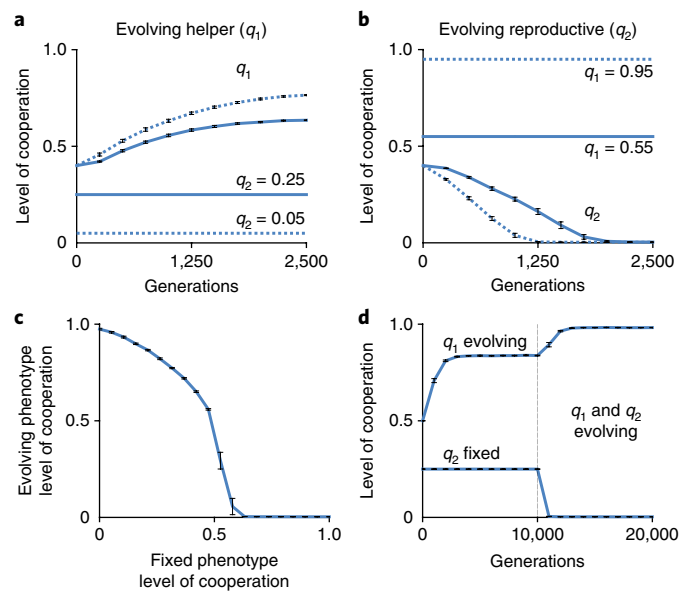 a
Evolving helper (q1)
Level of cooperation
1.0
0.5
0
q1
q2 = 0.25
q2 = 0.05
0
1,250
2,500
Generations
b
Evolving reproductive (q2)
Level of cooperation
1.0
0.5
0
q1 = 0.95
q1 = 0.55
q2
0
1,250
2,500
Generations
c
Evolving phenotype
level of cooperation
1.0
0.5
0
0
0.5
1.0
Fixed phenotype
level of cooperation
d
Level of cooperation
1.0
0.5
0
q1 evolving
q2 fixed
q1 and q2
evolving
0
10,000
20,000
Generations